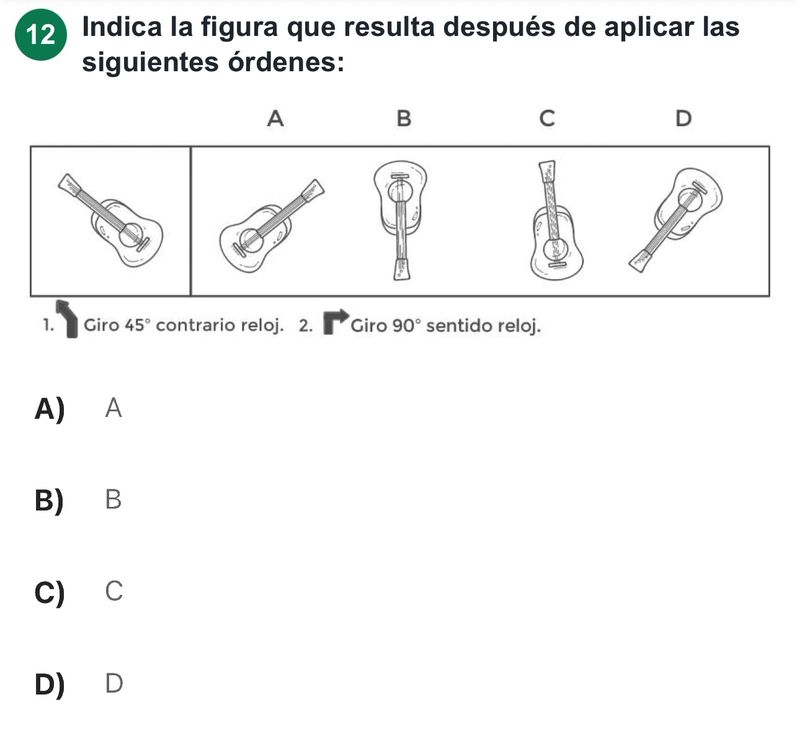 12 Indica la figura que resulta después de aplicar las
siguientes órdenes:
A B C D
1. Giro 45° contrario reloj. 2. Giro 90° sentido reloj.
A) A
B) B
C) C
D) D